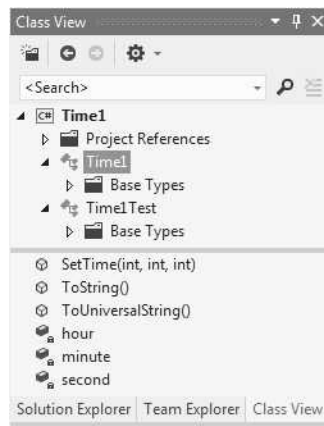 Class View
<Search>
C# Time1
Project References
Time1
Base Types
Time1Test
Base Types
SetTime(int, int, int)
ToString()
ToUniversalString()
hour
minute
second
Solution Explorer Team Explorer Class View